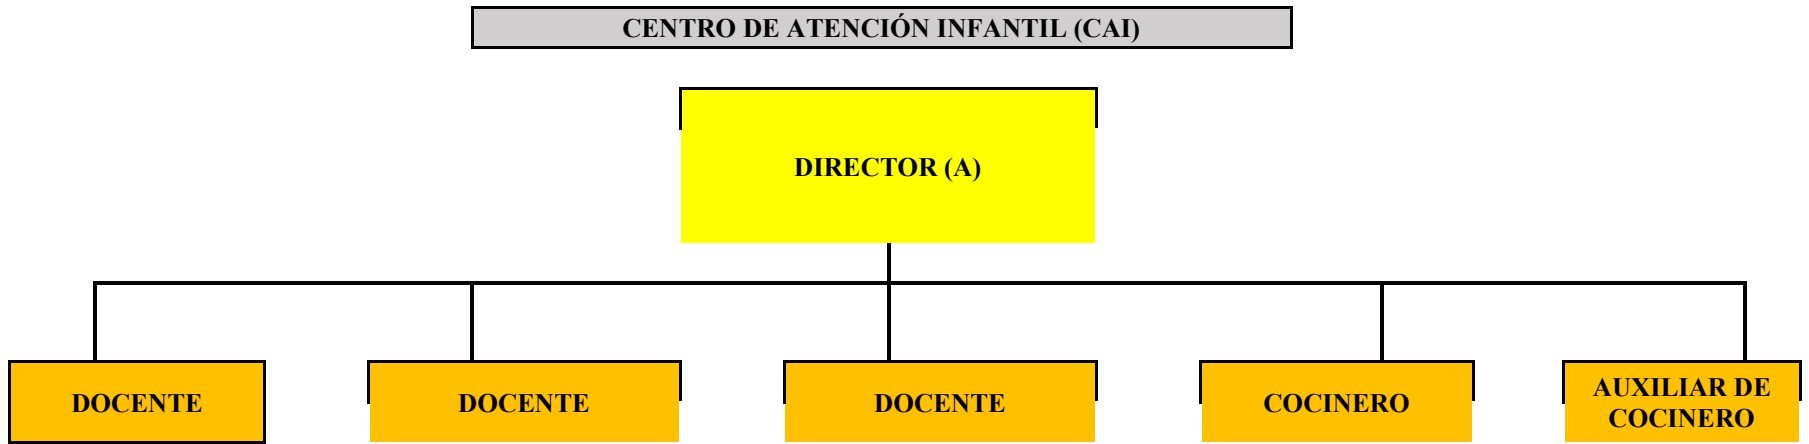 CENTRO DE ATENCIÓN INFANTIL (CAI)
DIRECTOR (A)
DOCENTE
DOCENTE
DOCENTE
COCINERO
AUXILIAR DE
COCINERO